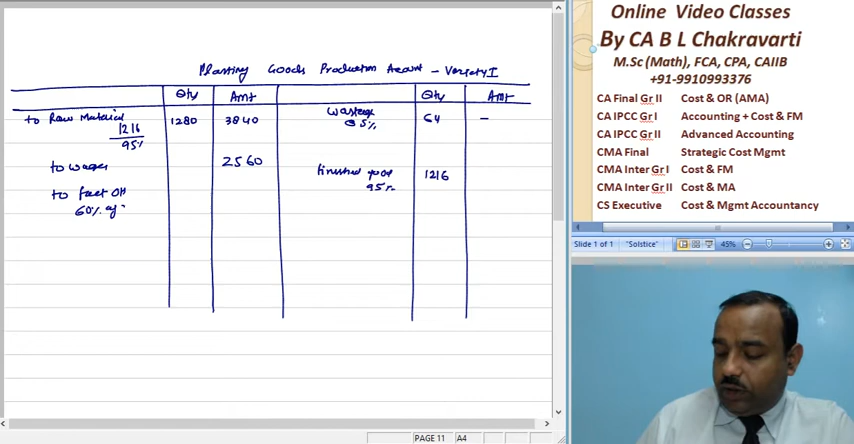 Online Video Classes
By CA B L Chakravarti
M.Sc (Math), FCA, CPA, CAIIB
+91-9910993376
CA Final Gr II Cost & OR (AMA)
CA IPCC Gr I Accounting + Cost & FM
CA IPCC Gr II Advanced Accounting
CMA Final Strategic Cost Mgmt
CMA Inter Gr I Cost & FM
CMA Inter Gr II Cost & MA
CS Executive Cost & Mgmt Accountancy
Slide 1 of 1 "Solstice" 45%
Goods Production Account - Variety I
Qty Amt Qty Amt
to Raw Material 1280 3840 Wastage 64 -
1216 @ 5%
95%
to wages 2560 finished good 1216
95%
to fact OH
60% of
PAGE 11 A4